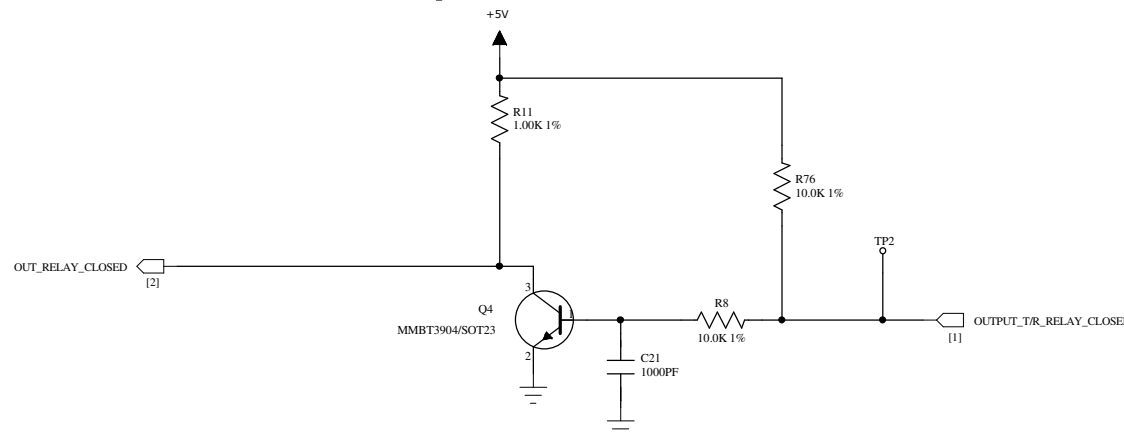 +5V
R11
1.00K 1%
R76
10.0K 1%
TP2
OUT_RELAY_CLOSED
[2]
3
Q4
MMBT3904/SOT23
1
2
R8
10.0K 1%
OUTPUT_T/R_RELAY_CLOSE
[1]
C21
1000PF